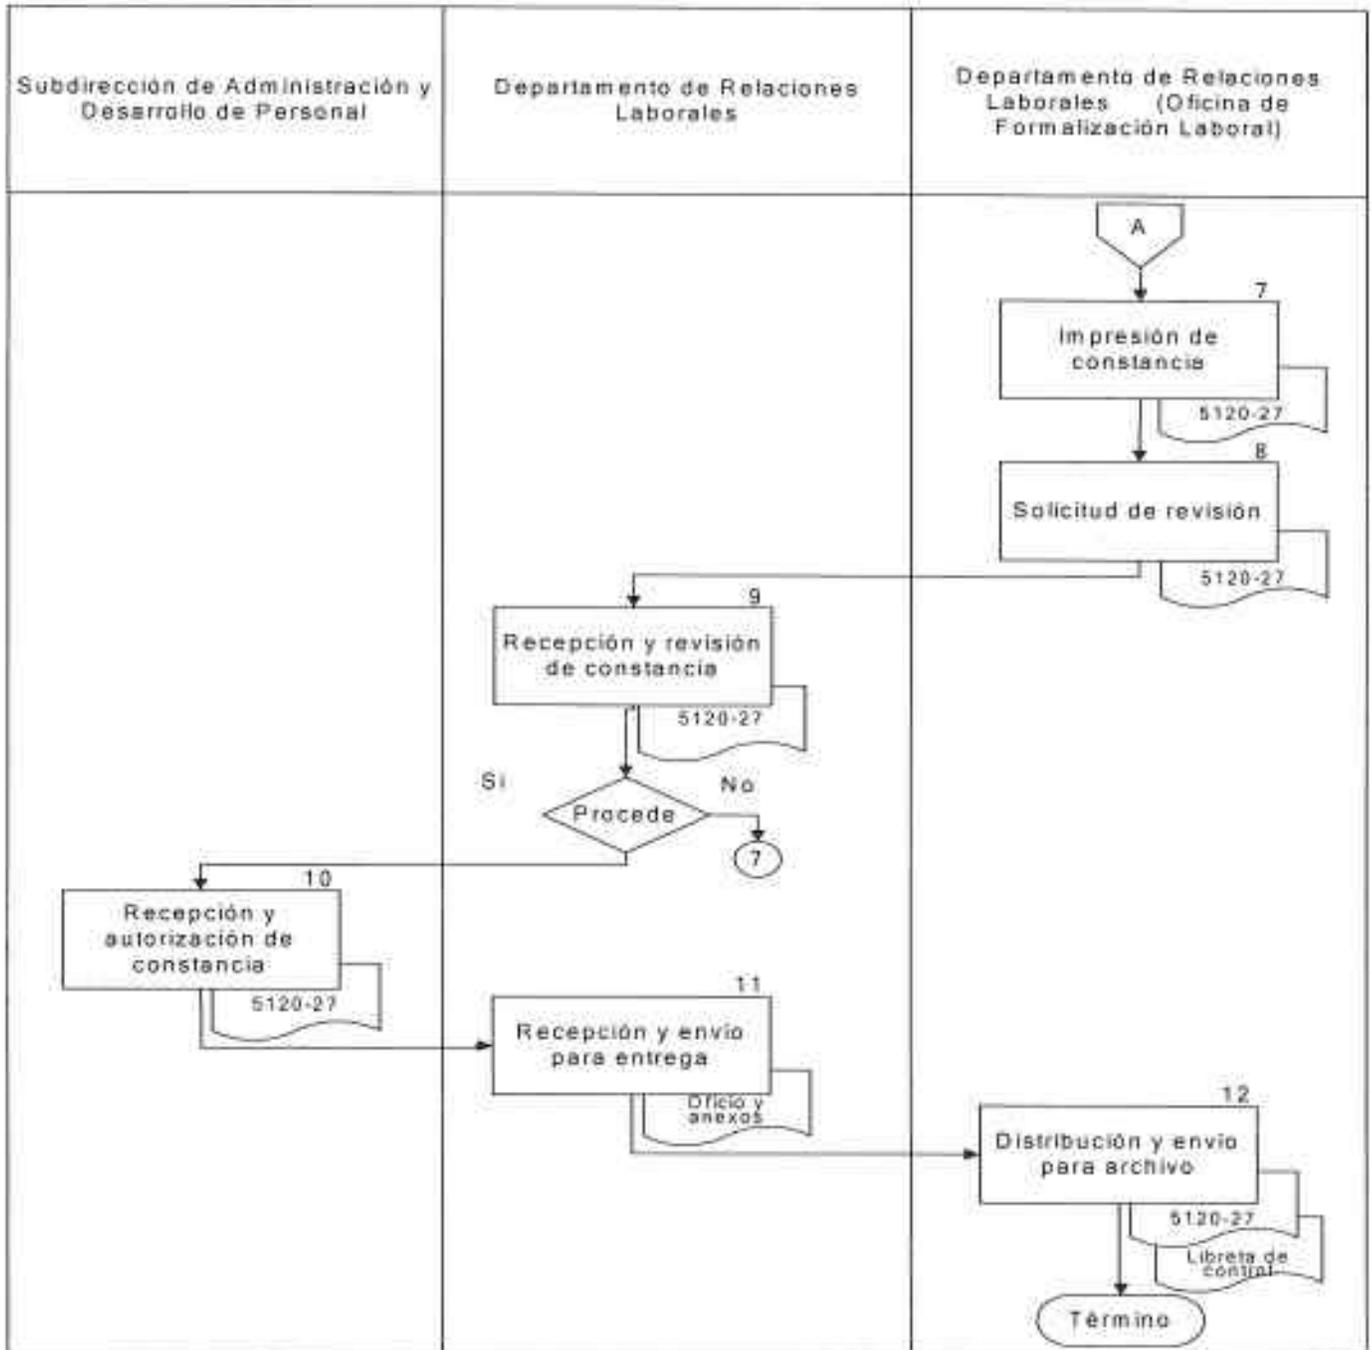 Subdirección de Administración y
Desarrollo de Personal
Departamento de Relaciones
Laborales
Departamento de Relaciones
Laborales (Oficina de
Formalización Laboral)
A
7
Impresión de
constancia
5120-27
8
Solicitud de revisión
5120-27
9
Recepción y revisión
de constancia
5120-27
Si
No
Procede
7
10
Recepción y
autorización de
constancia
5120-27
11
Recepción y envío
para entrega
Oficio y
anexos
12
Distribución y envío
para archivo
5120-27
Libreta de
control
Término